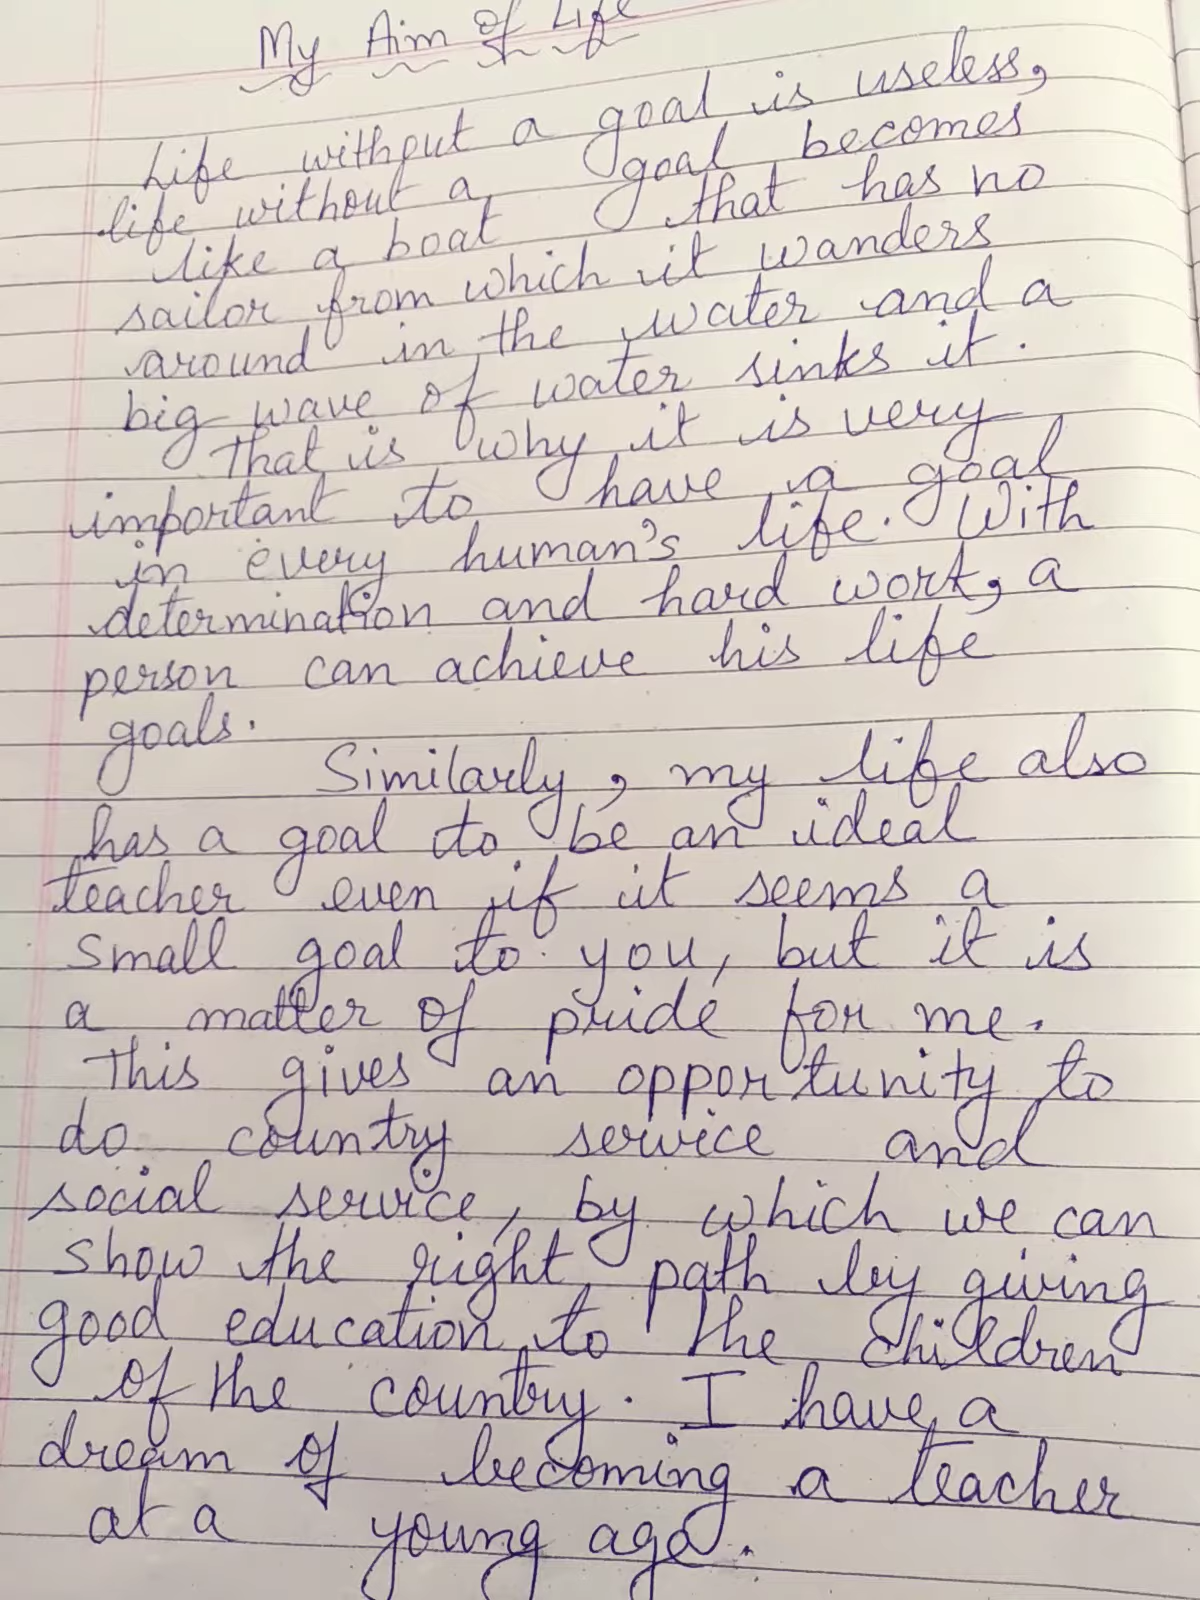 My Aim of Life
Life without a goal is useless,
life without a goal becomes
like a boat that has no
sailor from which it wanders
around in the water and a
big wave of water sinks it.
That is why it is very
important to have a goal
in every human's life. With
determination and hard work, a
person can achieve his life
goals.
Similarly, my life also
has a goal to be an ideal
teacher even if it seems a
small goal to you, but it is
a matter of pride for me.
This gives an opportunity to
do country service and
social service, by which we can
show the right path by giving
good education to the children
of the country. I have a
dream of becoming a teacher
at a young age.